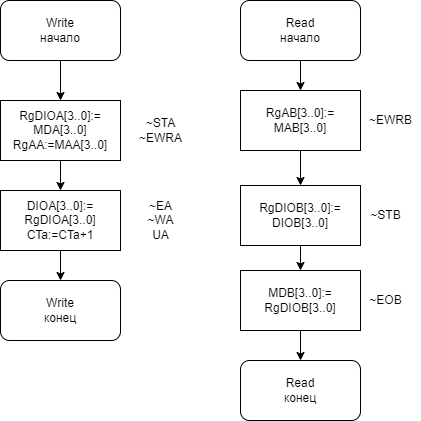 Write
начало
RgDIOA[3..0]:=
MDA[3..0]
RgAA:=MAA[3..0]
~STA
~EWRA
DIOA[3..0]:=
RgDIOA[3..0]
CTa:=CTa+1
~EA
~WA
UA
Write
конец
Read
начало
RgAB[3..0]:=
MAB[3..0]
~EWRB
RgDIOB[3..0]:=
DIOB[3..0]
~STB
MDB[3..0]:=
RgDIOB[3..0]
~EOB
Read
конец